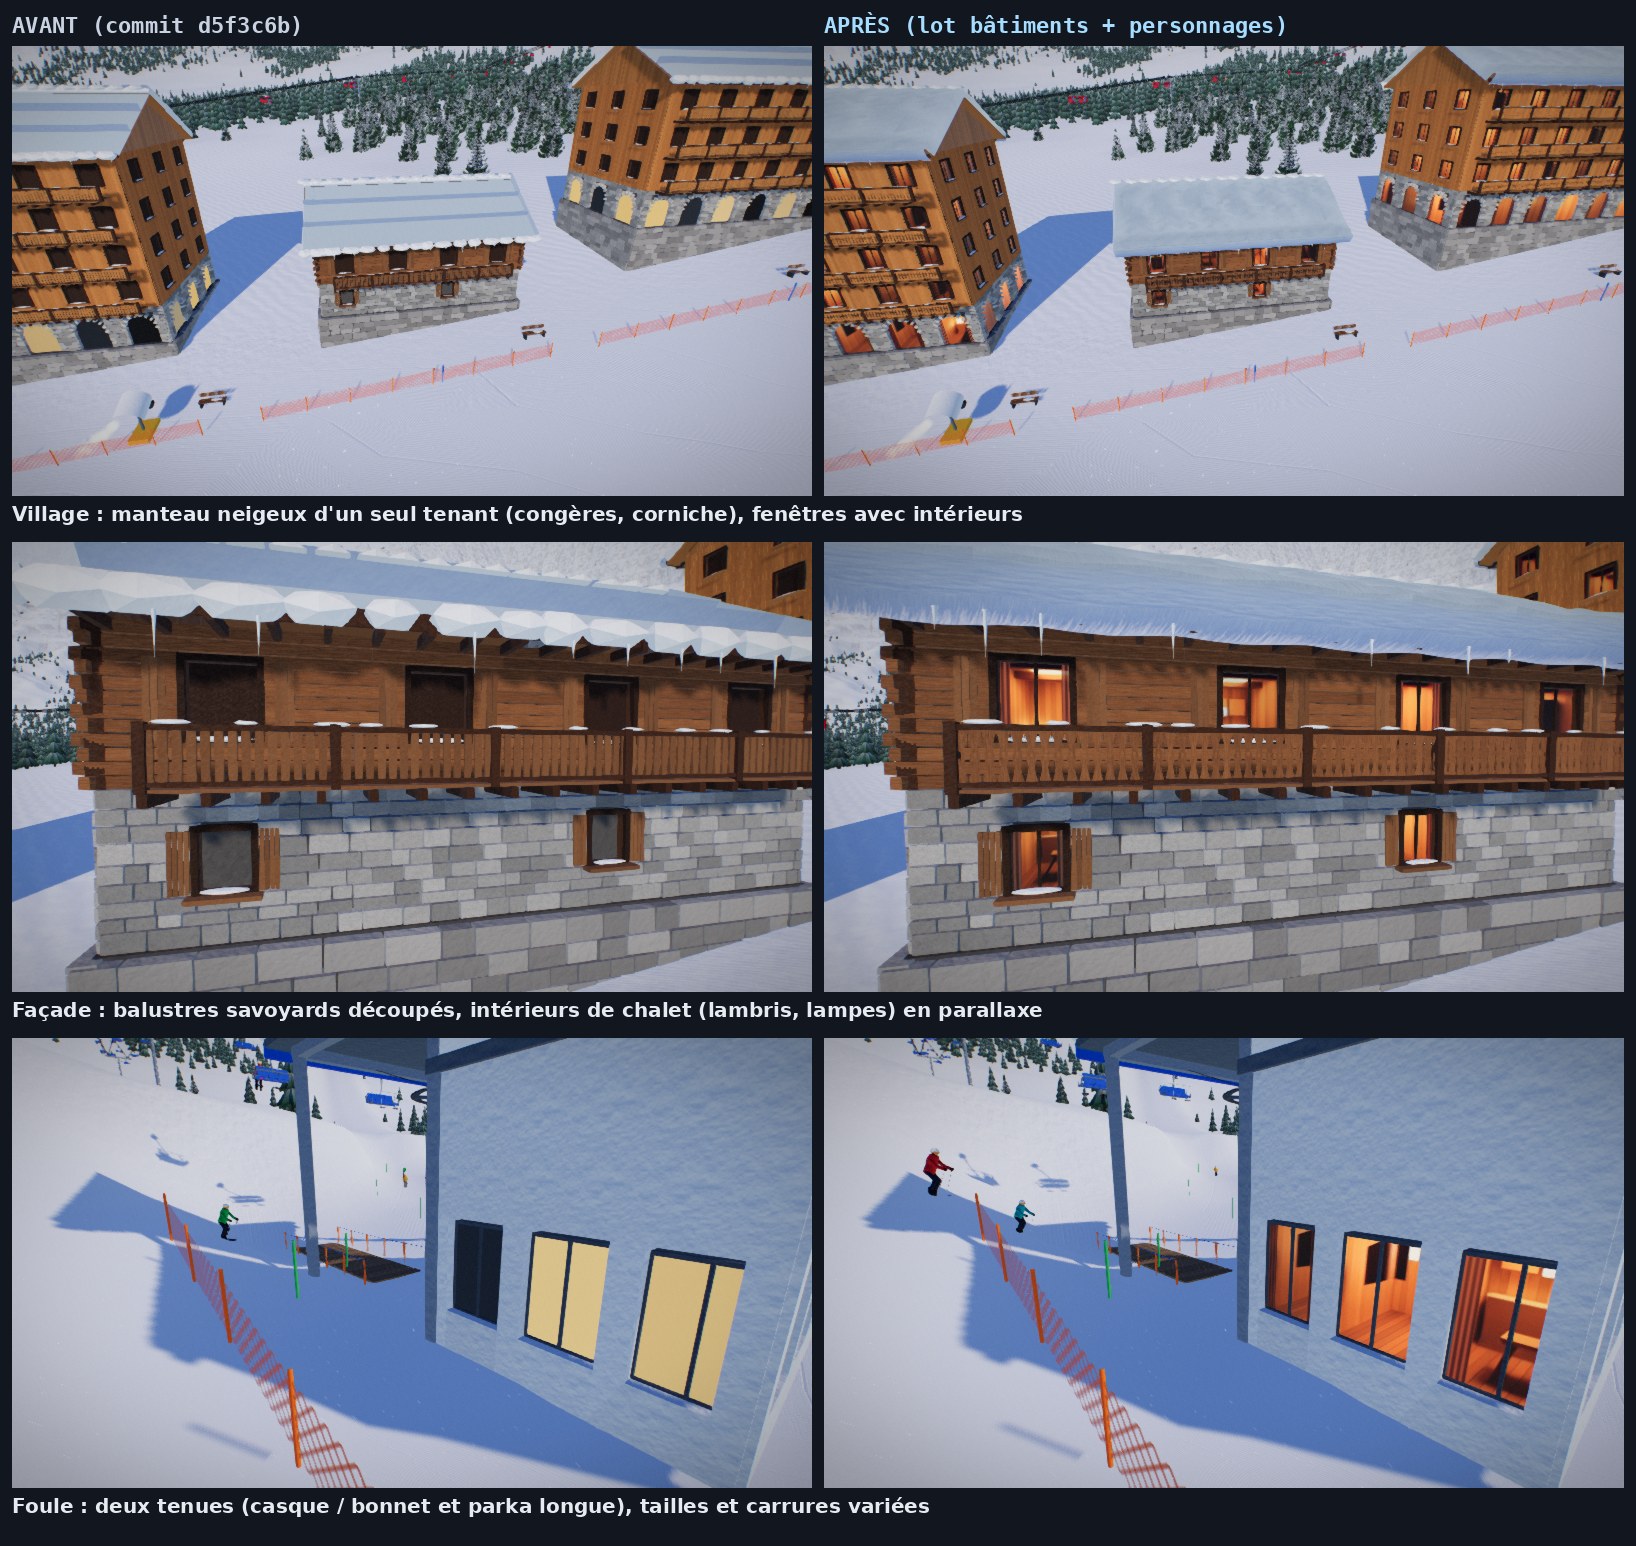 AVANT (commit d5f3c6b)
APRÈS (lot bâtiments + personnages)
Village : manteau neigeux d'un seul tenant (congères, corniche), fenêtres avec intérieurs
Façade : balustres savoyards découpés, intérieurs de chalet (lambris, lampes) en parallaxe
Foule : deux tenues (casque / bonnet et parka longue), tailles et carrures variées